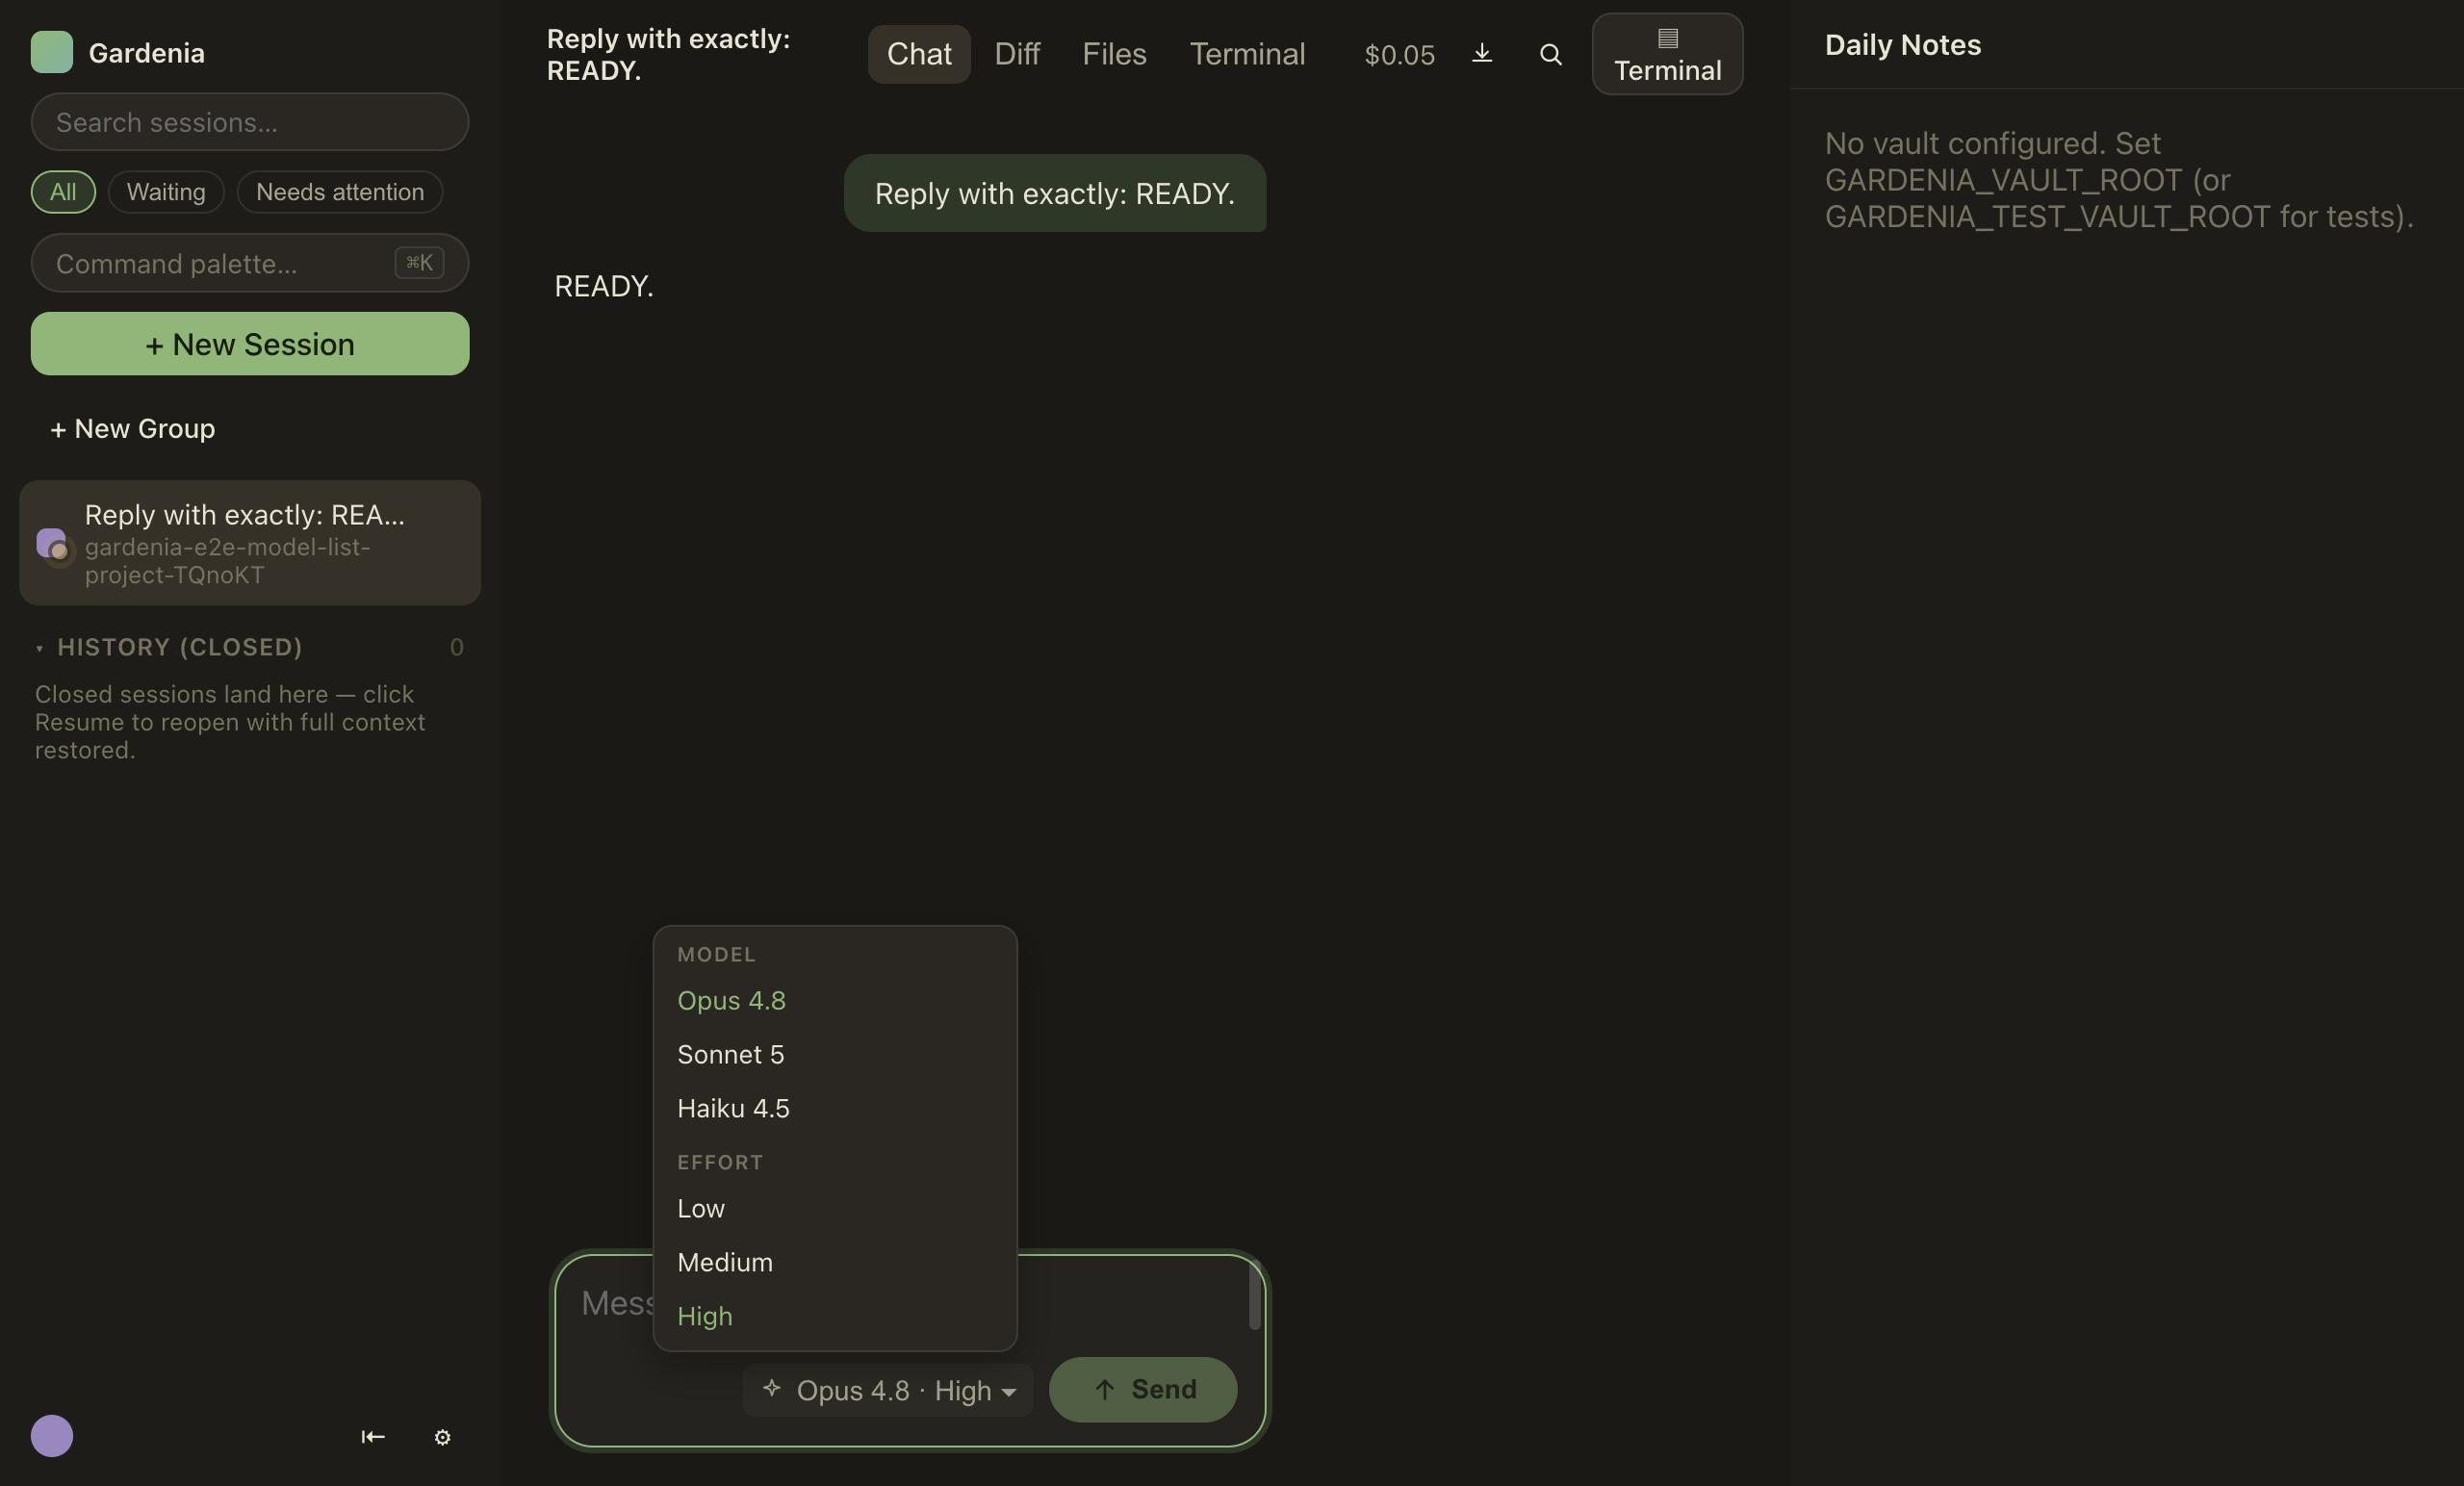 Gardenia
Search sessions...
All
Waiting
Needs attention
Command palette...
⌘K
+ New Session
+ New Group
Reply with exactly: REA...
gardenia-e2e-model-list-
project-TQnoKT
HISTORY (CLOSED)
0
Closed sessions land here — click
Resume to reopen with full context
restored.
Reply with exactly:
READY.
Chat
Diff
Files
Terminal
$0.05
Terminal
Reply with exactly: READY.
READY.
MODEL
Opus 4.8
Sonnet 5
Haiku 4.5
EFFORT
Low
Medium
High
Mess
Opus 4.8 · High
Send
Daily Notes
No vault configured. Set
GARDENIA_VAULT_ROOT (or
GARDENIA_TEST_VAULT_ROOT for tests).